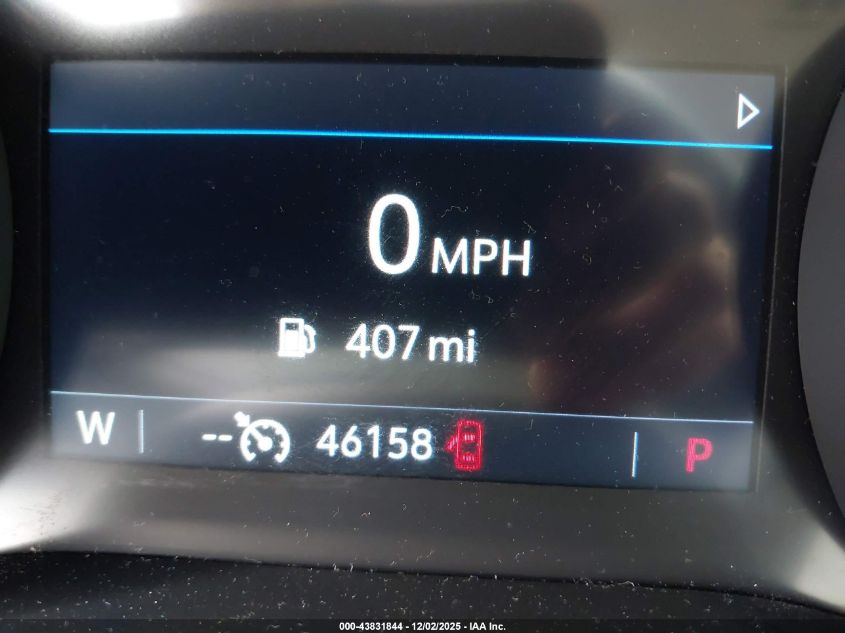 0 MPH
407 mi
W -- 46158 P
000-43831844 • 12/02/2025 - IAA Inc.